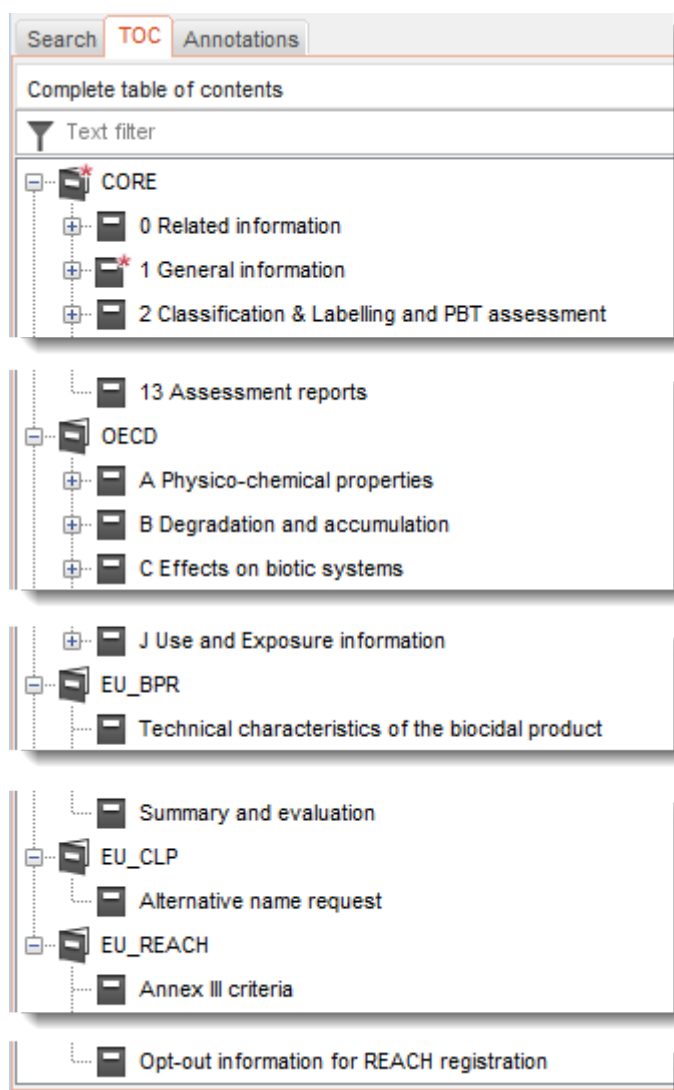 Search TOC Annotations
Complete table of contents
Text filter
CORE
0 Related information
1 General information
2 Classification & Labelling and PBT assessment
13 Assessment reports
OECD
A Physico-chemical properties
B Degradation and accumulation
C Effects on biotic systems
J Use and Exposure information
EU_BPR
Technical characteristics of the biocidal product
Summary and evaluation
EU_CLP
Alternative name request
EU_REACH
Annex III criteria
Opt-out information for REACH registration